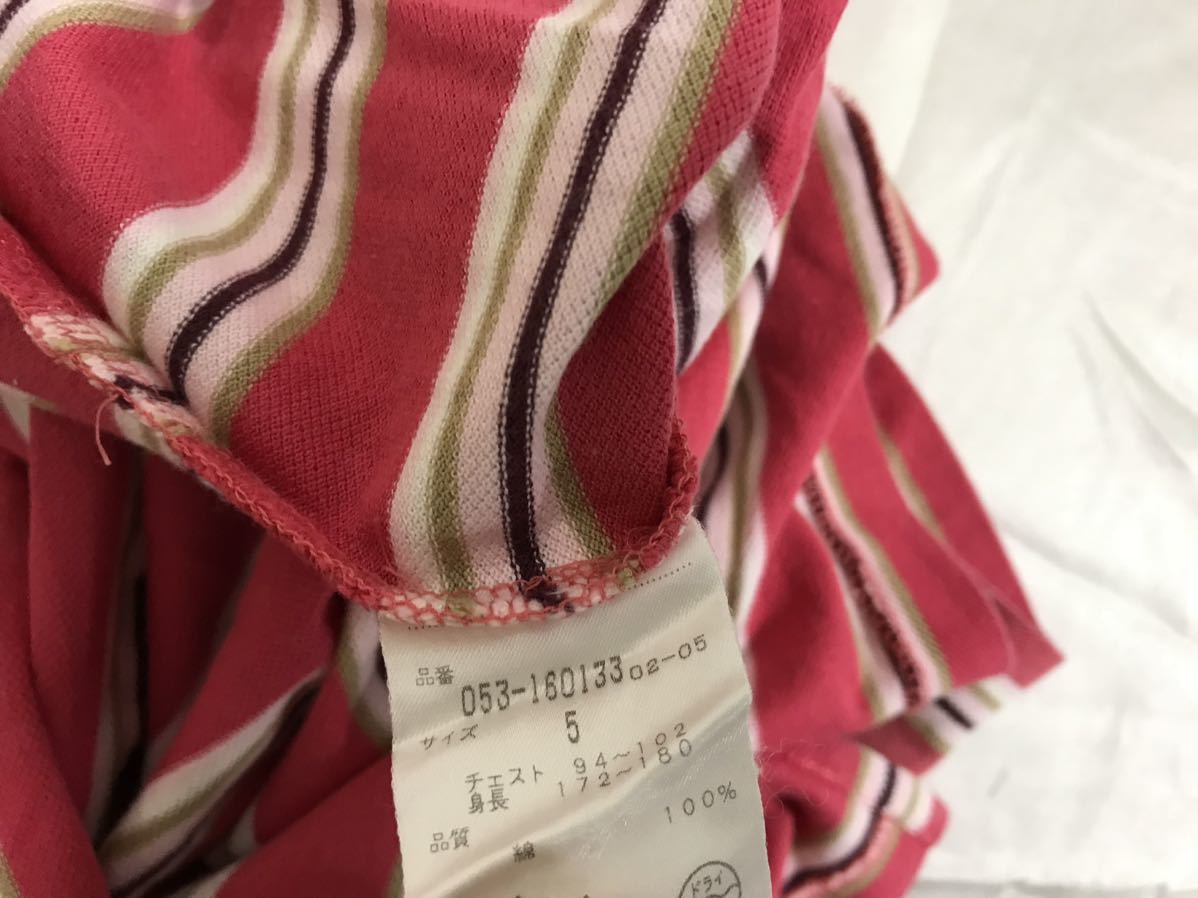 品番 053-160133 02-05
サイズ 5
チェスト 94〜102
身長 172〜180
品質 100%
綿
ドライ